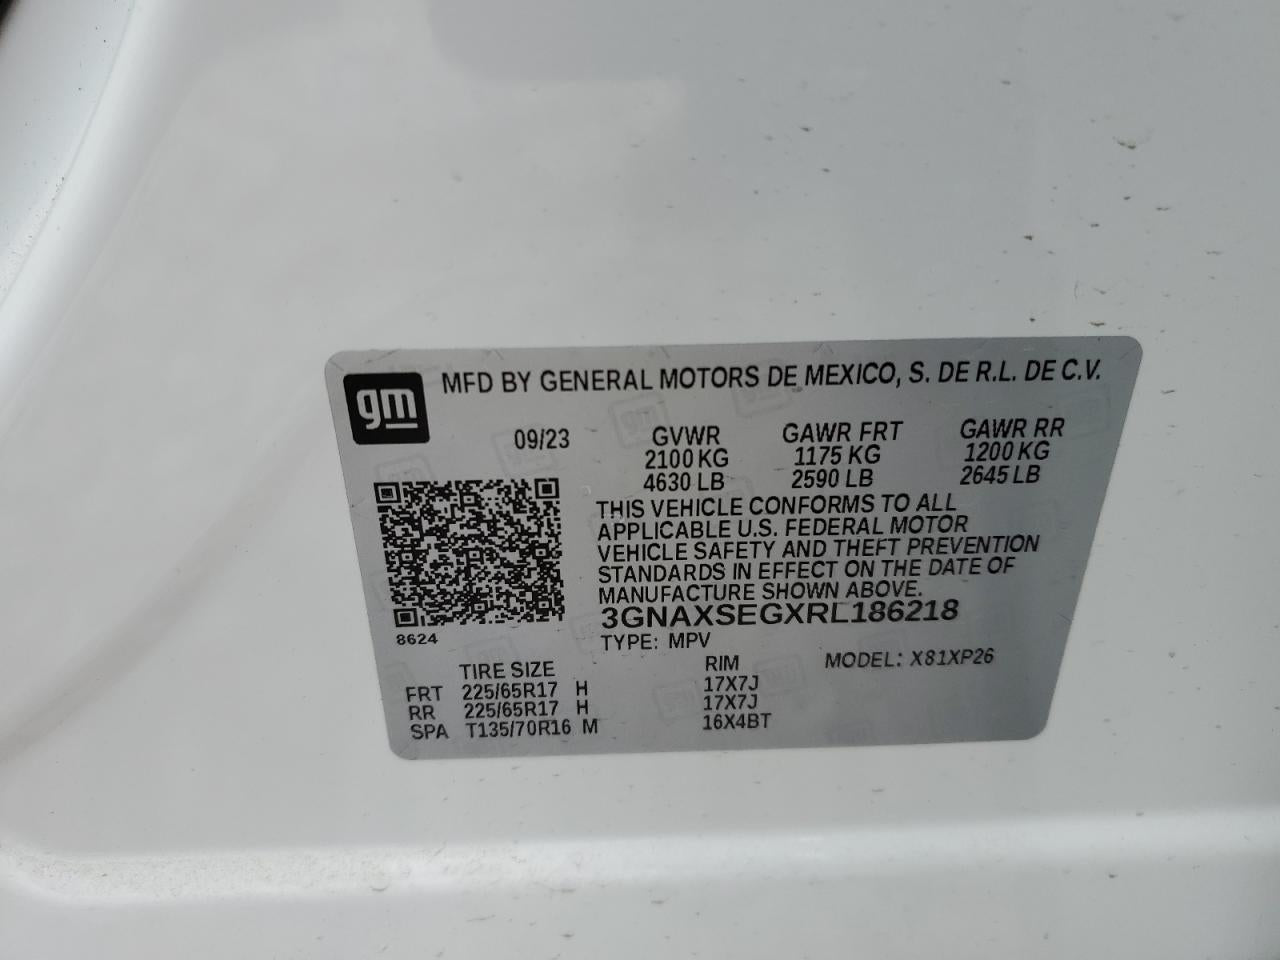 gm
MFD BY GENERAL MOTORS DE MEXICO, S. DE R.L. DE C.V.
09/23 GVWR GAWR FRT GAWR RR
2100 KG 1175 KG 1200 KG
4630 LB 2590 LB 2645 LB
THIS VEHICLE CONFORMS TO ALL
APPLICABLE U.S. FEDERAL MOTOR
VEHICLE SAFETY AND THEFT PREVENTION
STANDARDS IN EFFECT ON THE DATE OF
MANUFACTURE SHOWN ABOVE.
3GNAXSEGXRL186218
8624
TYPE: MPV
TIRE SIZE RIM MODEL: X81XP26
FRT 225/65R17 H 17X7J
RR 225/65R17 H 17X7J
SPA T135/70R16 M 16X4BT